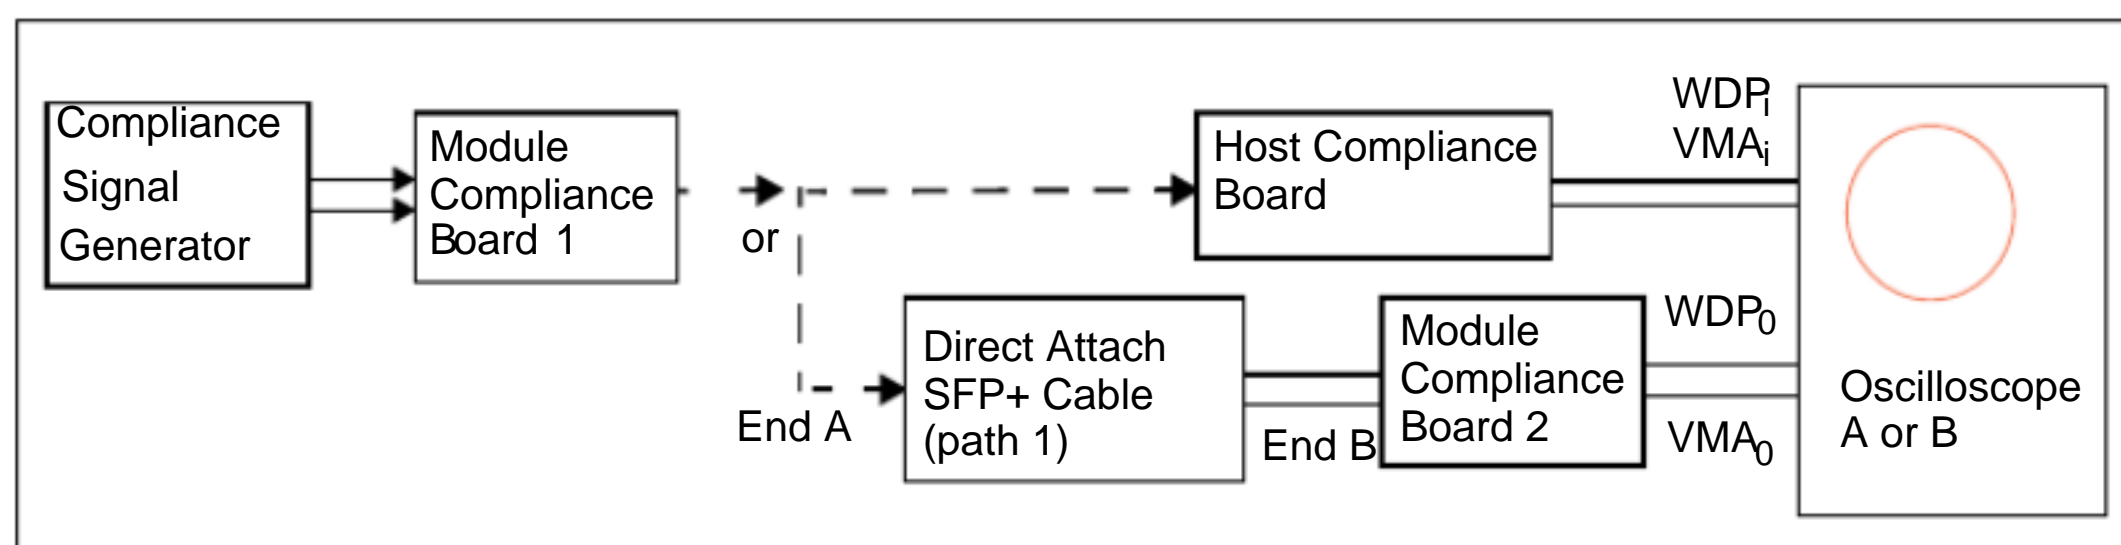 Compliance
Signal
Generator
Module
Compliance
Board 1
or
Host Compliance
Board
WDPi
VMAi
End A
Direct Attach
SFP+ Cable
(path 1)
End B
Module
Compliance
Board 2
WDP0
VMA0
Oscilloscope
A or B